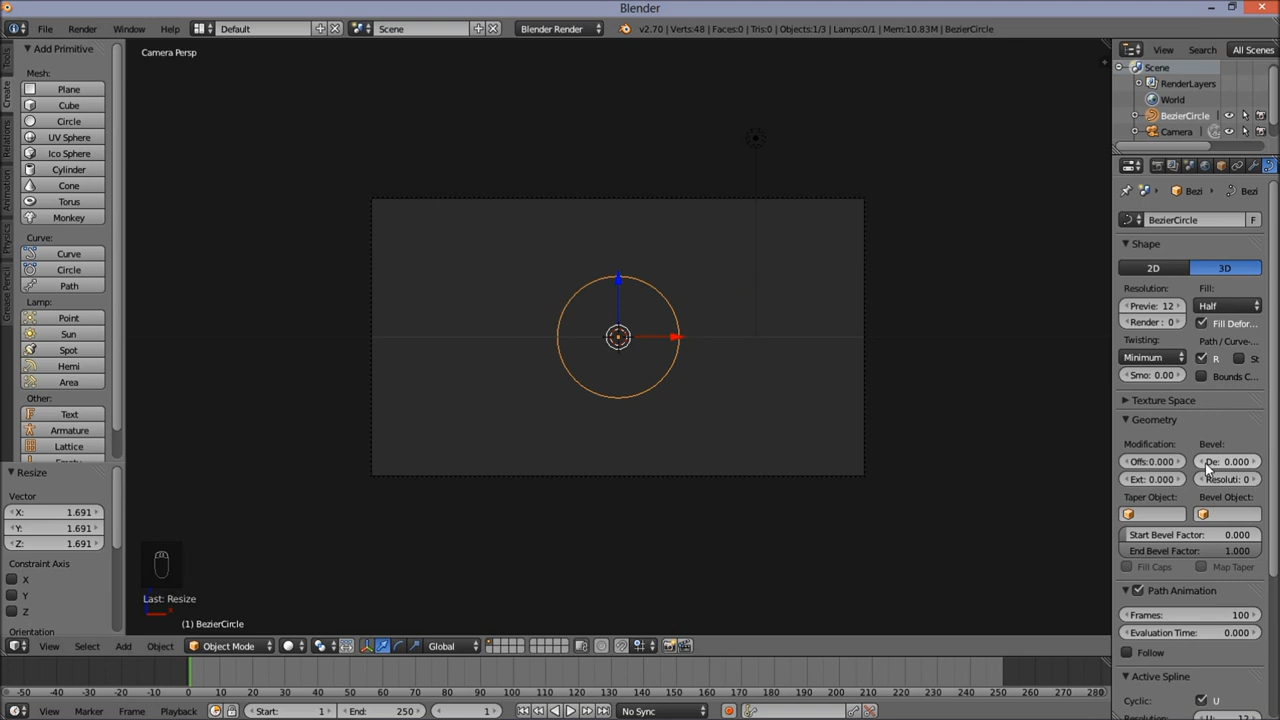 Blender
File Render Window Help Default Scene Blender Render v2.70 | Verts:48 | Faces:0 | Tris:0 | Objects:1/3 | Lamps:0/1 | Mem:10.83M | BezierCircle
View Search All Scenes
Scene
RenderLayers
World
BezierCircle
Camera
Tools
Create
Relations
Animation
Physics
Grease Pencil
Add Primitive
Mesh:
Plane
Cube
Circle
UV Sphere
Ico Sphere
Cylinder
Cone
Torus
Monkey
Curve:
Curve
Circle
Path
Lamp:
Point
Sun
Spot
Hemi
Area
Other:
Text
Armature
Lattice
Resize
Vector
X: 1.691
Y: 1.691
Z: 1.691
Constraint Axis
X
Y
Z
Orientation
Camera Persp
Last: Resize
(1) BezierCircle
Bezi Bezi
BezierCircle F
Shape
2D 3D
Resolution: Fill:
Previe: 12 Half
Render: 0 Fill Defor...
Twisting: Path / Curve-...
Minimum R St
Smo: 0.00 Bounds C...
Texture Space
Geometry
Modification: Bevel:
Offs:0.000 De: 0.000
Ext: 0.000 Resoluti: 0
Taper Object: Bevel Object:
Start Bevel Factor: 0.000
End Bevel Factor: 1.000
Fill Caps Map Taper
Path Animation
Frames: 100
Evaluation Time: 0.000
Follow
Active Spline
Cyclic: U
View Select Add Object Object Mode Global
-50 -40 -30 -20 -10 0 10 20 30 40 50 60 70 80 90 100 110 120 130 140 150 160 170 180 190 200 210 220 230 240 250 260 270 280
View Marker Frame Playback Start: 1 End: 250 1 No Sync